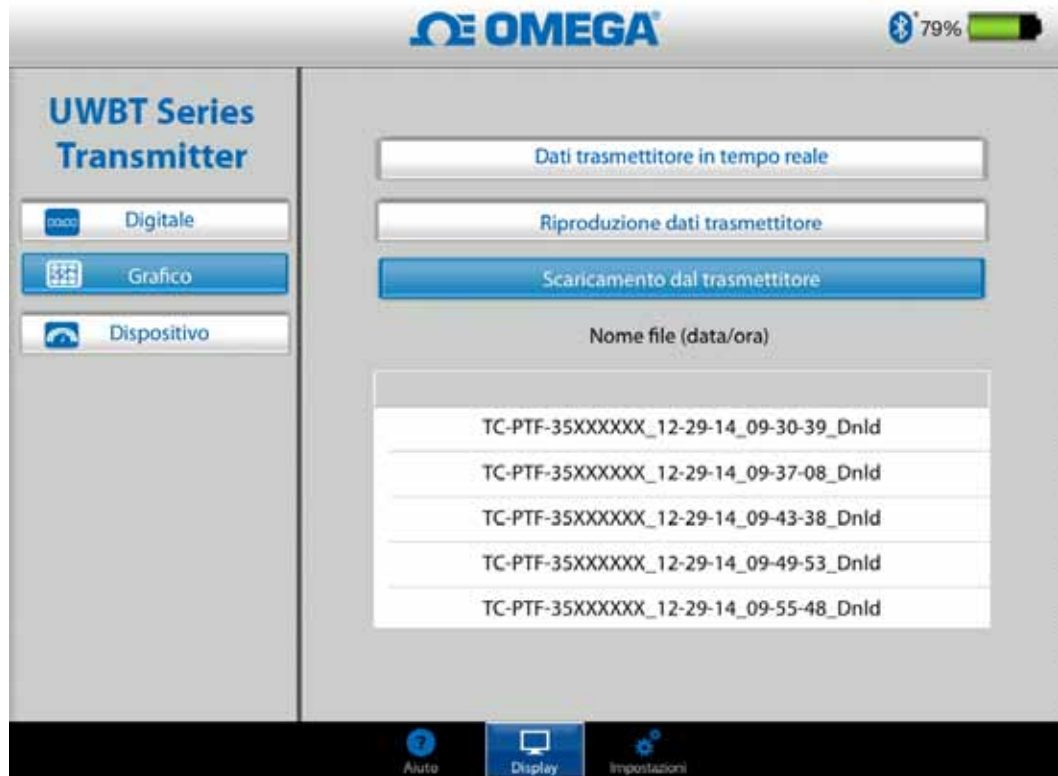 OMEGA
79%
UWBT Series
Transmitter
Digitale
Grafico
Dispositivo
Dati trasmettitore in tempo reale
Riproduzione dati trasmettitore
Scaricamento dal trasmettitore
Nome file (data/ora)
TC-PTF-35XXXXXX_12-29-14_09-30-39_Dnld
TC-PTF-35XXXXXX_12-29-14_09-37-08_Dnld
TC-PTF-35XXXXXX_12-29-14_09-43-38_Dnld
TC-PTF-35XXXXXX_12-29-14_09-49-53_Dnld
TC-PTF-35XXXXXX_12-29-14_09-55-48_Dnld
Aiuto
Display
Impostazioni